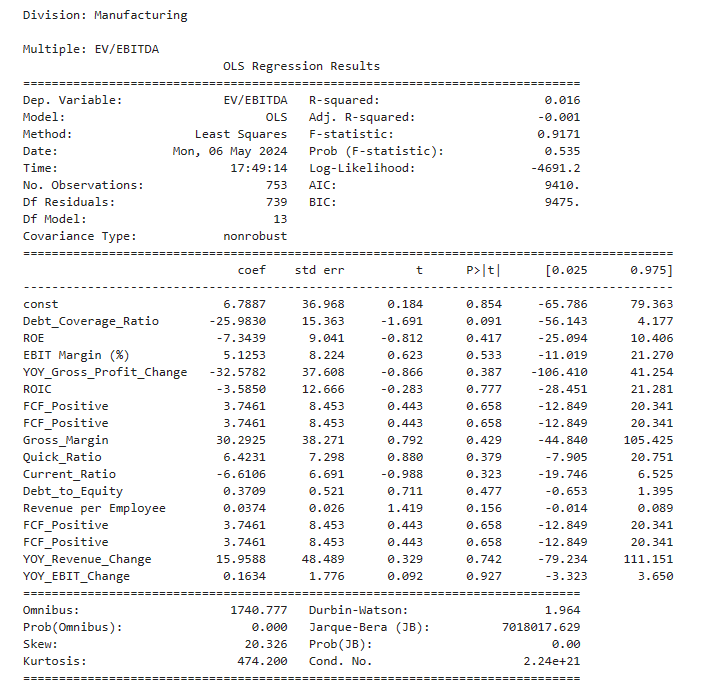 Division: Manufacturing
Multiple: EV/EBITDA
OLS Regression Results
==========================================================================
Dep. Variable: EV/EBITDA R-squared: 0.016
Model: OLS Adj. R-squared: -0.001
Method: Least Squares F-statistic: 0.9171
Date: Mon, 06 May 2024 Prob (F-statistic): 0.535
Time: 17:49:14 Log-Likelihood: -4691.2
No. Observations: 753 AIC: 9410.
Df Residuals: 739 BIC: 9475.
Df Model: 13
Covariance Type: nonrobust
=======================================================================================
coef std err t P>|t| [0.025 0.975]
---------------------------------------------------------------------------------------
const 6.7887 36.968 0.184 0.854 -65.786 79.363
Debt_Coverage_Ratio -25.9830 15.363 -1.691 0.091 -56.143 4.177
ROE -7.3439 9.041 -0.812 0.417 -25.094 10.406
EBIT Margin (%) 5.1253 8.224 0.623 0.533 -11.019 21.270
YOY_Gross_Profit_Change -32.5782 37.608 -0.866 0.387 -106.410 41.254
ROIC -3.5850 12.666 -0.283 0.777 -28.451 21.281
FCF_Positive 3.7461 8.453 0.443 0.658 -12.849 20.341
FCF_Positive 3.7461 8.453 0.443 0.658 -12.849 20.341
Gross_Margin 30.2925 38.271 0.792 0.429 -44.840 105.425
Quick_Ratio 6.4231 7.298 0.880 0.379 -7.905 20.751
Current_Ratio -6.6106 6.691 -0.988 0.323 -19.746 6.525
Debt_to_Equity 0.3709 0.521 0.711 0.477 -0.653 1.395
Revenue per Employee 0.0374 0.026 1.419 0.156 -0.014 0.089
FCF_Positive 3.7461 8.453 0.443 0.658 -12.849 20.341
FCF_Positive 3.7461 8.453 0.443 0.658 -12.849 20.341
YOY_Revenue_Change 15.9588 48.489 0.329 0.742 -79.234 111.151
YOY_EBIT_Change 0.1634 1.776 0.092 0.927 -3.323 3.650
==========================================================================
Omnibus: 1740.777 Durbin-Watson: 1.964
Prob(Omnibus): 0.000 Jarque-Bera (JB): 7018017.629
Skew: 20.326 Prob(JB): 0.00
Kurtosis: 474.200 Cond. No. 2.24e+21
==========================================================================